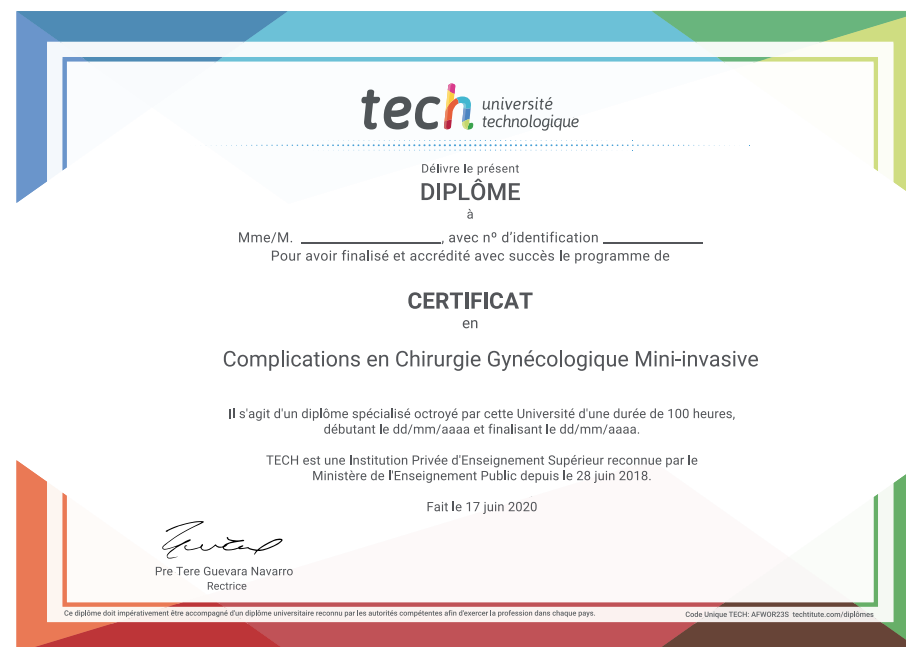 tech université
technologique
Délivre le présent
DIPLÔME
à
Mme/M. ____________________, avec nº d'identification ______________
Pour avoir finalisé et accrédité avec succès le programme de
CERTIFICAT
en
Complications en Chirurgie Gynécologique Mini-invasive
Il s'agit d'un diplôme spécialisé octroyé par cette Université d'une durée de 100 heures,
débutant le dd/mm/aaaa et finalisant le dd/mm/aaaa.
TECH est une Institution Privée d'Enseignement Supérieur reconnue par le
Ministère de l'Enseignement Public depuis le 28 juin 2018.
Fait le 17 juin 2020
Pre Tere Guevara Navarro
Rectrice
Ce diplôme doit impérativement être accompagné d'un diplôme universitaire reconnu par les autorités compétentes afin d'exercer la profession dans chaque pays.
Code Unique TECH: AFWOR23S techtitute.com/diplômes